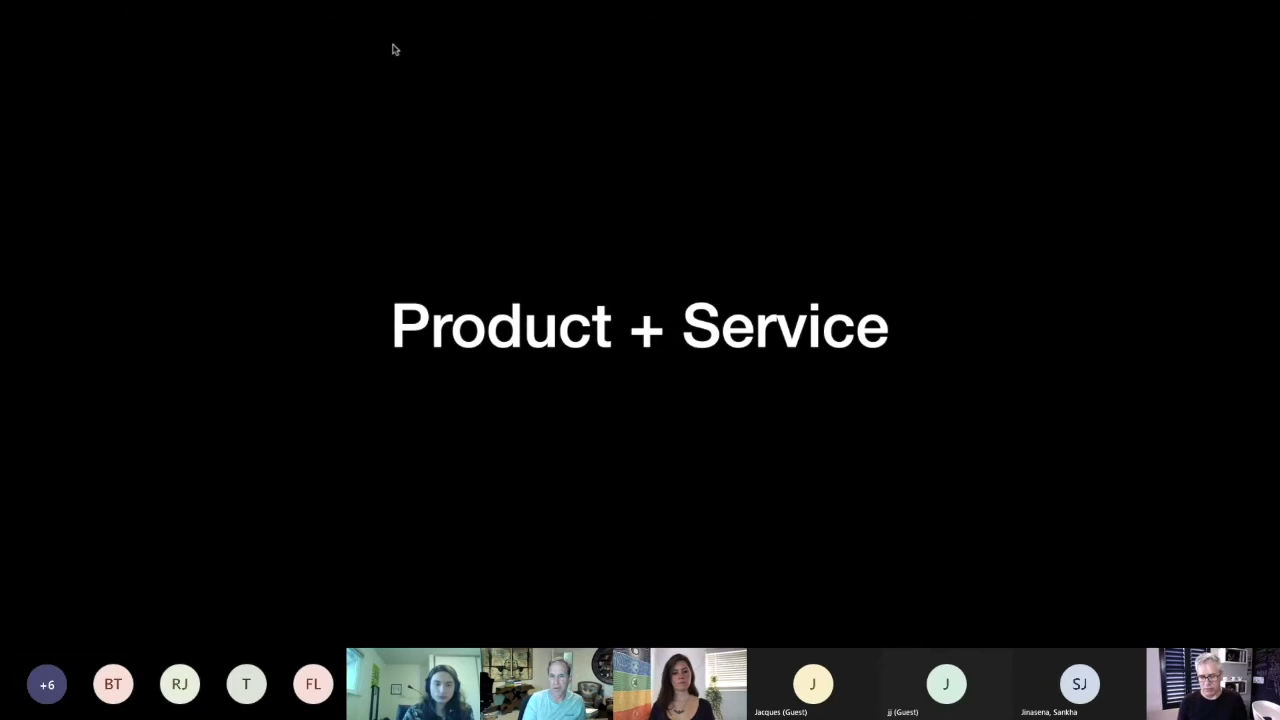 Product + Service
+6
BT
RJ
T
FL
J
Jacques (Guest)
J
jj (Guest)
SJ
Jinasena, Sankha